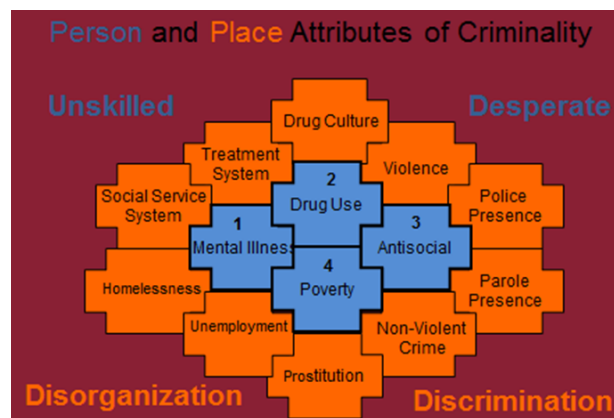 Person and Place Attributes of Criminality
Unskilled
Desperate
Drug Culture
Treatment
System
Violence
2
Drug Use
Social Service
System
Police
Presence
1
Mental Illness
3
Antisocial
4
Poverty
Homelessness
Parole
Presence
Unemployment
Non-Violent
Crime
Prostitution
Disorganization
Discrimination